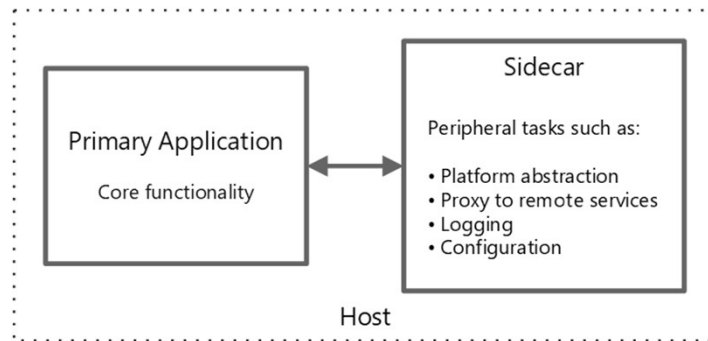 Primary Application
Core functionality
Sidecar
Peripheral tasks such as:
• Platform abstraction
• Proxy to remote services
• Logging
• Configuration
Host